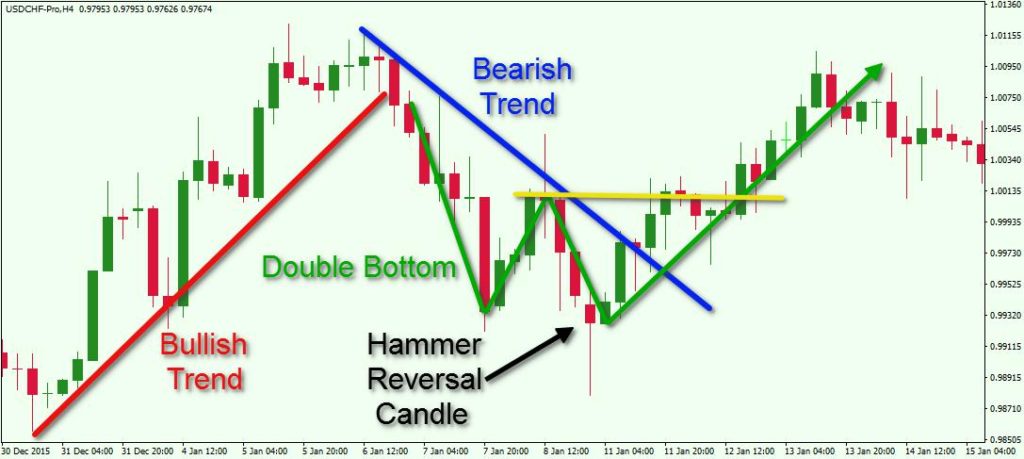 USDCHF-Pro,H4 0.97953 0.97953 0.97626 0.97674
1.01360
1.01155
1.00950
1.00750
1.00545
1.00340
1.00135
0.99935
0.99730
0.99525
0.99320
0.99115
0.98915
0.98710
0.98505
Bearish
Trend
Double Bottom
Bullish
Trend
Hammer
Reversal
Candle
30 Dec 2015
31 Dec 04:00
31 Dec 20:00
4 Jan 12:00
5 Jan 04:00
5 Jan 20:00
6 Jan 12:00
7 Jan 04:00
7 Jan 20:00
8 Jan 12:00
11 Jan 04:00
11 Jan 20:00
12 Jan 12:00
13 Jan 04:00
13 Jan 20:00
14 Jan 12:00
15 Jan 04:00